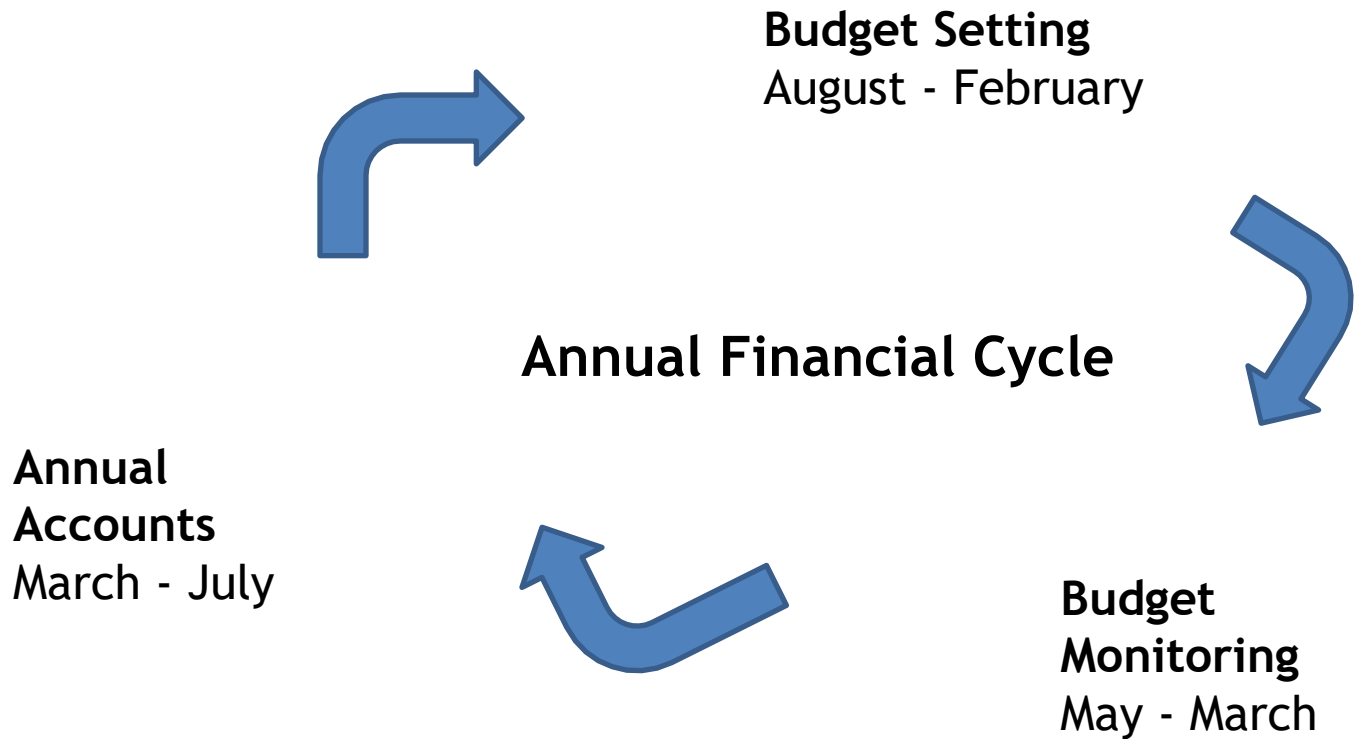 Budget Setting
August - February
Annual Financial Cycle
Annual
Accounts
March - July
Budget
Monitoring
May - March